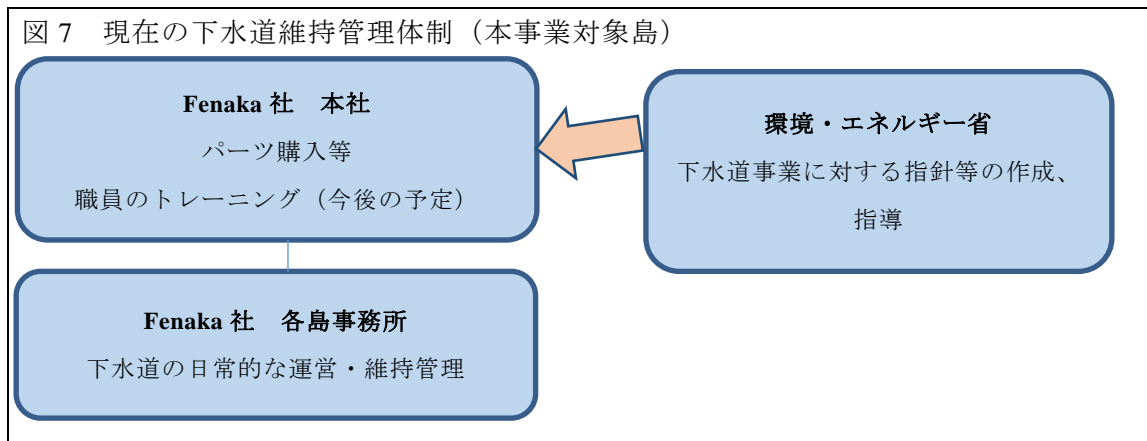 図 7　現在の下水道維持管理体制（本事業対象島）
Fenaka 社　本社
パーツ購入等
職員のトレーニング（今後の予定）
環境・エネルギー省
下水道事業に対する指針等の作成、
指導
Fenaka 社　各島事務所
下水道の日常的な運営・維持管理